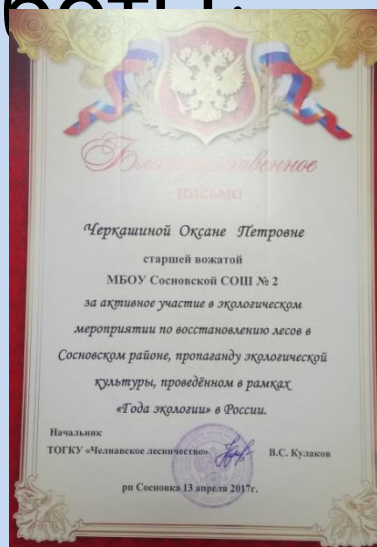 Благодарственное
ПИСЬМО
Черкашиной Оксане Петровне
старшей вожатой
МБОУ Сосновской СОШ № 2
за активное участие в экологическом
мероприятии по восстановлению лесов в
Сосновском районе, пропаганду экологической
культуры, проведённом в рамках
«Года экологии» в России.
Начальник
ТОГКУ «Челнавское лесничество» В.С. Кулаков
рп Сосновка 13 апреля 2017г.